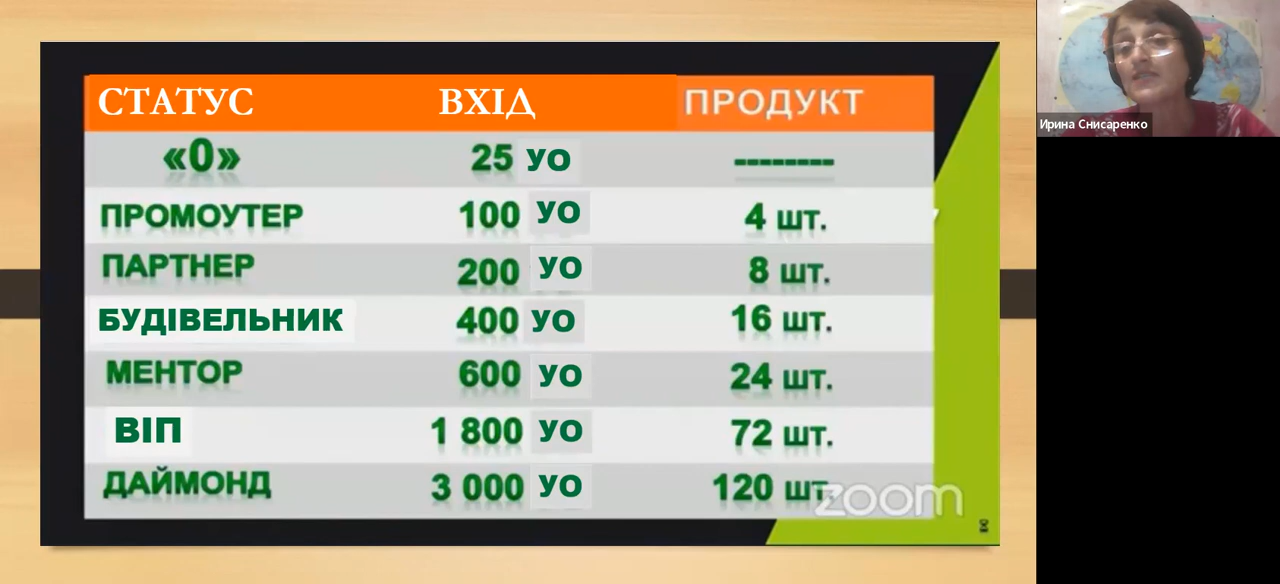 СТАТУС ВХІД ПРОДУКТ
«0» 25 УО --------
ПРОМОУТЕР 100 УО 4 шт.
ПАРТНЕР 200 УО 8 шт.
БУДІВЕЛЬНИК 400 УО 16 шт.
МЕНТОР 600 УО 24 шт.
ВІП 1 800 УО 72 шт.
ДАЙМОНД 3 000 УО 120 шт.
zoom
Ирина Снисаренко